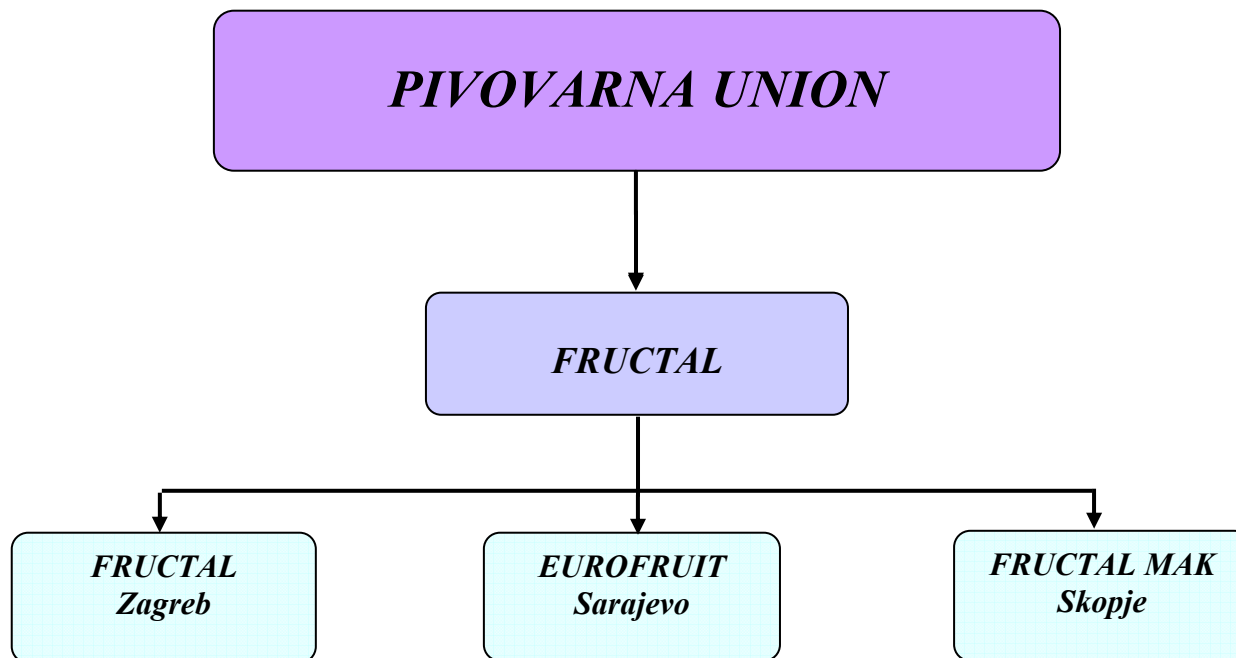 PIVOVARNA UNION
FRUCTAL
FRUCTAL
Zagreb
EUROFRUIT
Sarajevo
FRUCTAL MAK
Skopje